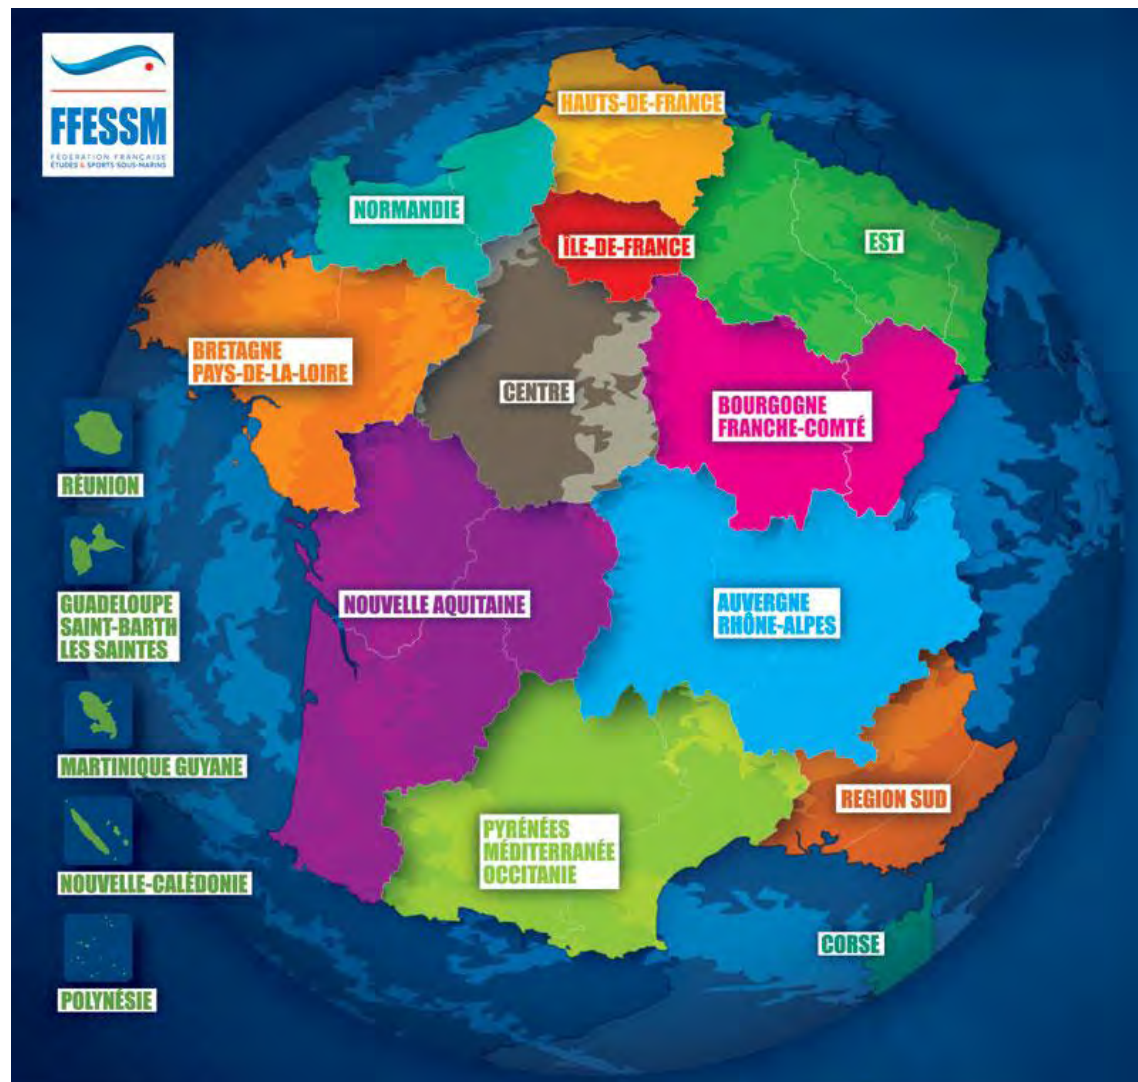 FFESSM
FÉDÉRATION FRANÇAISE
ÉTUDES & SPORTS SOUS-MARINS
HAUTS-DE-FRANCE
NORMANDIE
ÎLE-DE-FRANCE
EST
BRETAGNE
PAYS-DE-LA-LOIRE
CENTRE
BOURGOGNE
FRANCHE-COMTÉ
RÉUNION
GUADELOUPE
SAINT-BARTH
LES SAINTES
NOUVELLE AQUITAINE
AUVERGNE
RHÔNE-ALPES
MARTINIQUE GUYANE
REGION SUD
PYRÉNÉES
MÉDITERRANÉE
OCCITANIE
NOUVELLE-CALÉDONIE
CORSE
POLYNÉSIE